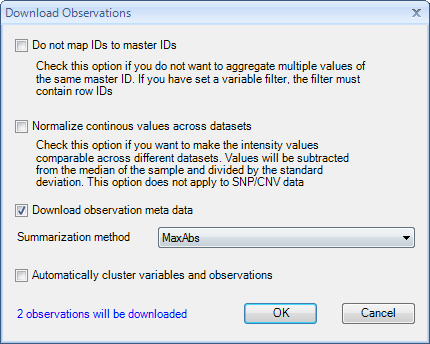 Download Observations
Do not map IDs to master IDs
Check this option if you do not want to aggregate multiple values of
the same master ID. If you have set a variable filter, the filter must
contain row IDs
Normalize continous values across datasets
Check this option if you want to make the intensity values
comparable across different datasets. Values will be subtracted
from the median of the sample and divided by the standard
deviation. This option does not apply to SNP/CNV data
Download observation meta data
Summarization method MaxAbs
Automatically cluster variables and observations
2 observations will be downloaded OK Cancel